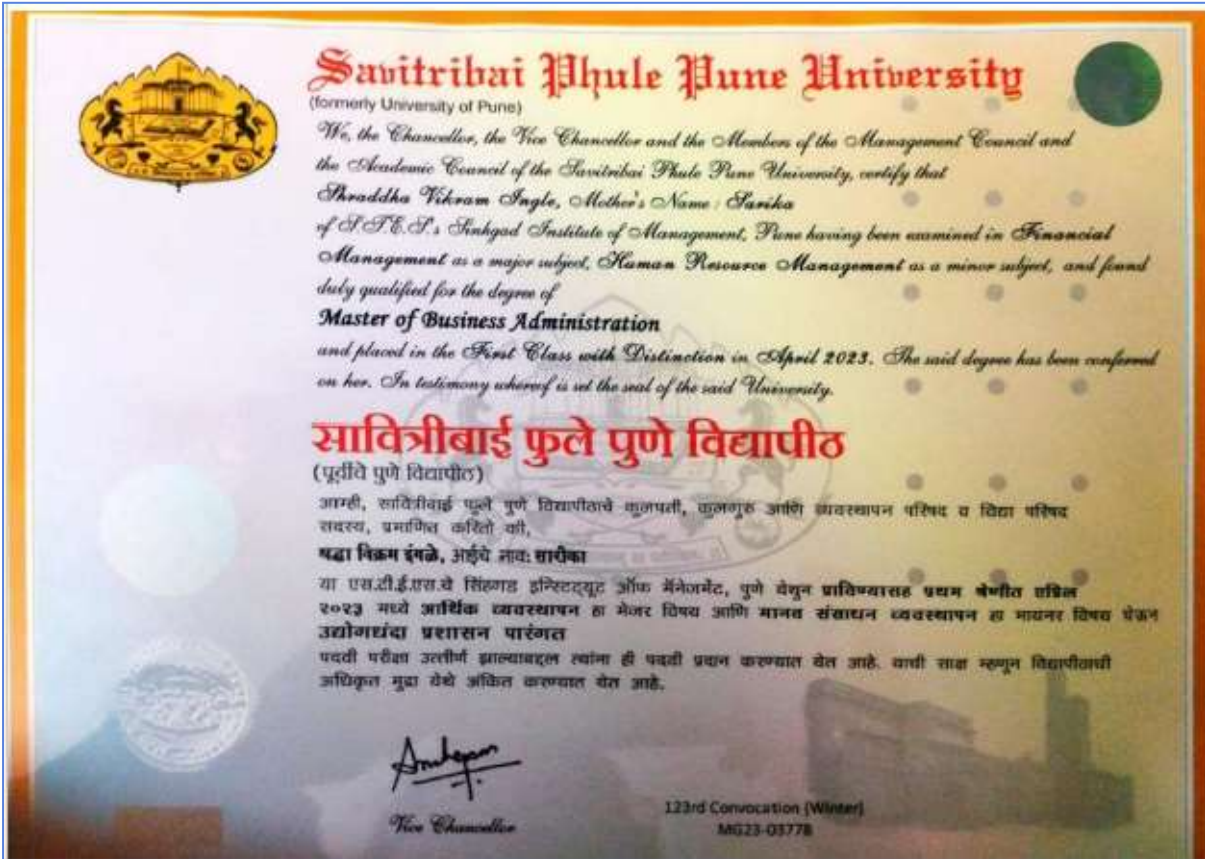 Savitribai Phule Pune University
(formerly University of Pune)
We, the Chancellor, the Vice Chancellor and the Members of the Management Council and
the Academic Council of the Savitribai Phule Pune University, certify that
Shraddha Vikram Ingle, Mother's Name : Sarika
of S.T.E.S.'s Sinhgad Institute of Management, Pune having been examined in Financial
Management as a major subject, Human Resource Management as a minor subject, and found
duly qualified for the degree of
Master of Business Administration
and placed in the First Class with Distinction in April 2023. The said degree has been conferred
on her. In testimony whereof is set the seal of the said University.
सावित्रीबाई फुले पुणे विद्यापीठ
(पूर्वीचे पुणे विद्यापीठ)
आम्ही, सावित्रीबाई फुले पुणे विद्यापीठाचे कुलपती, कुलगुरु आणि व्यवस्थापन परिषद व विद्या परिषद
सदस्य, प्रमाणित करितो की,
श्रद्धा विक्रम इंगळे, आईचे नाव: सारीका
या एस.टी.ई.एस.चे सिंहगड इन्स्टिट्यूट ऑफ मॅनेजमेंट, पुणे येथून प्राविण्यासह प्रथम श्रेणीत एप्रिल
२०२३ मध्ये आर्थिक व्यवस्थापन हा मेजर विषय आणि मानव संसाधन व्यवस्थापन हा मायनर विषय घेऊन
उद्योगधंदा प्रशासन पारंगत
पदवी परीक्षा उत्तीर्ण झाल्याबद्दल त्यांना ही पदवी प्रदान करण्यात येत आहे. याची साक्ष म्हणून विद्यापीठाची
अधिकृत मुद्रा येथे अंकित करण्यात येत आहे.
Vice Chancellor
123rd Convocation (Winter)
MG23-03778